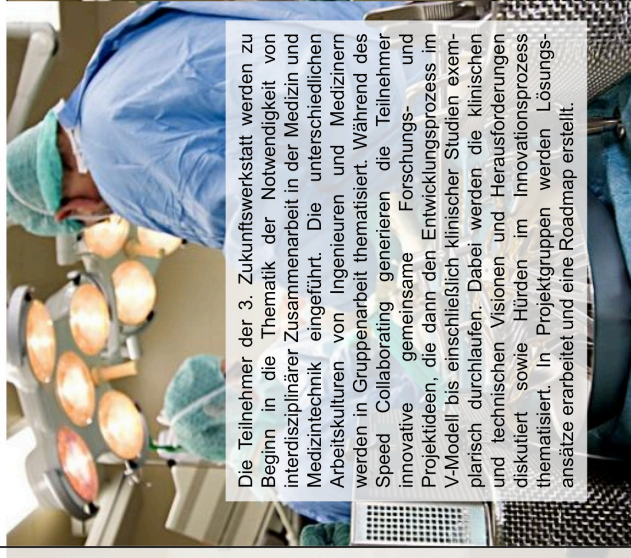 Die Teilnehmer der 3. Zukunftswerkstatt werden zu
Beginn in die Thematik der Notwendigkeit von
interdisziplinärer Zusammenarbeit in der Medizin und
Medizintechnik eingeführt. Die unterschiedlichen
Arbeitskulturen von Ingenieuren und Medizinern
werden in Gruppenarbeit thematisiert. Während des
Speed Collaborating generieren die Teilnehmer
innovative gemeinsame Forschungs- und
Projektideen, die dann den Entwicklungsprozess im
V-Modell bis einschließlich klinischer Studien exem-
plarisch durchlaufen. Dabei werden die klinischen
und technischen Visionen und Herausforderungen
diskutiert sowie Hürden im Innovationsprozess
thematisiert. In Projektgruppen werden Lösungs-
ansätze erarbeitet und eine Roadmap erstellt.